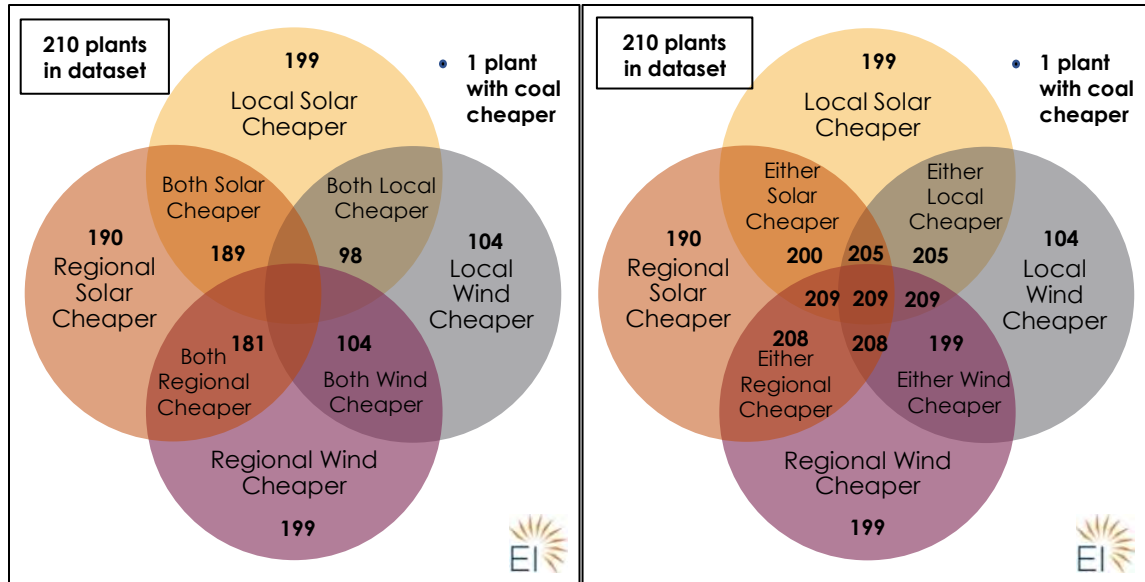 210 plants
in dataset
199
Local Solar
Cheaper
• 1 plant
with coal
cheaper
Both Solar
Cheaper
189
Both Local
Cheaper
98
190
Regional
Solar
Cheaper
104
Local
Wind
Cheaper
181
Both
Regional
Cheaper
104
Both Wind
Cheaper
Regional Wind
Cheaper
199
EI
210 plants
in dataset
199
Local Solar
Cheaper
• 1 plant
with coal
cheaper
Either
Solar
Cheaper
Either
Local
Cheaper
200 205 205
190
Regional
Solar
Cheaper
104
Local
Wind
Cheaper
209 209 209
208 208 199
Either
Regional
Cheaper
Either Wind
Cheaper
Regional Wind
Cheaper
199
EI